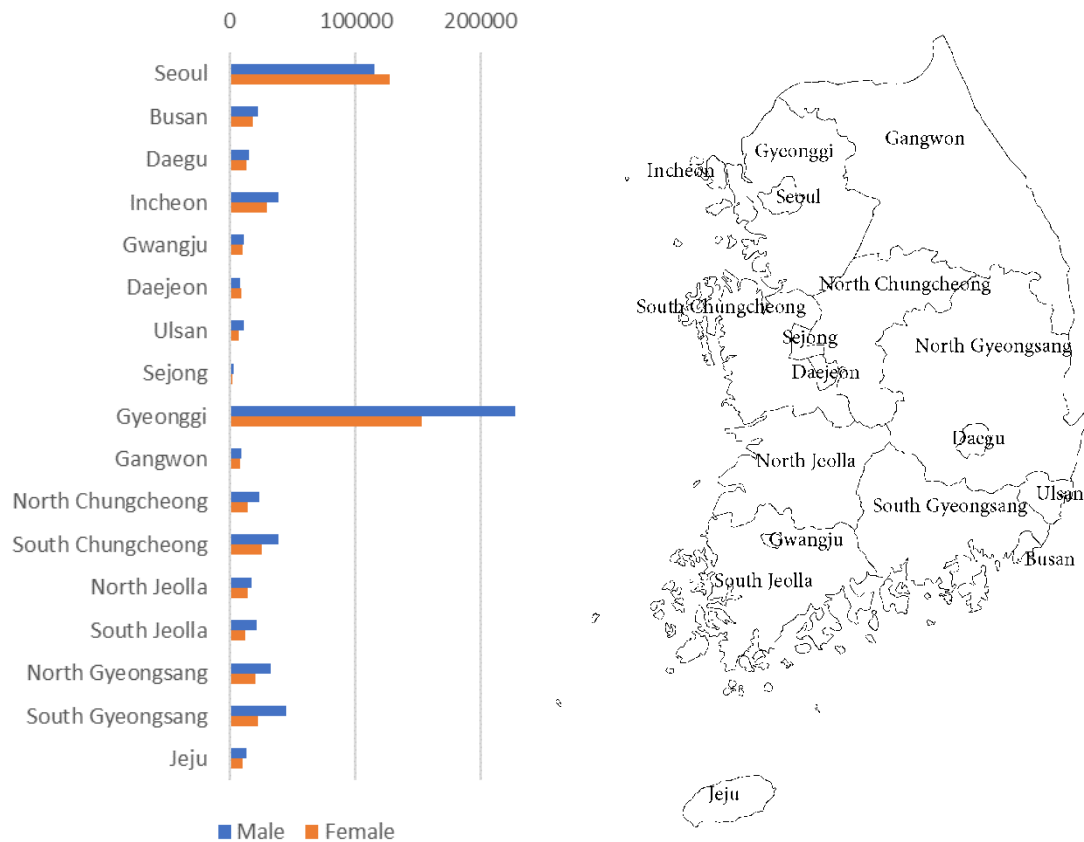 0 100000 200000
Seoul
Busan
Daegu
Incheon
Gwangju
Daejeon
Ulsan
Sejong
Gyeonggi
Gangwon
North Chungcheong
South Chungcheong
North Jeolla
South Jeolla
North Gyeongsang
South Gyeongsang
Jeju
Male Female
Gangwon
Gyeonggi
Incheon
Seoul
North Chungcheong
South Chungcheong
Sejong
North Gyeongsang
Daejeon
Daegu
North Jeolla
Ulsan
South Gyeongsang
Gwangju
Busan
South Jeolla
Jeju